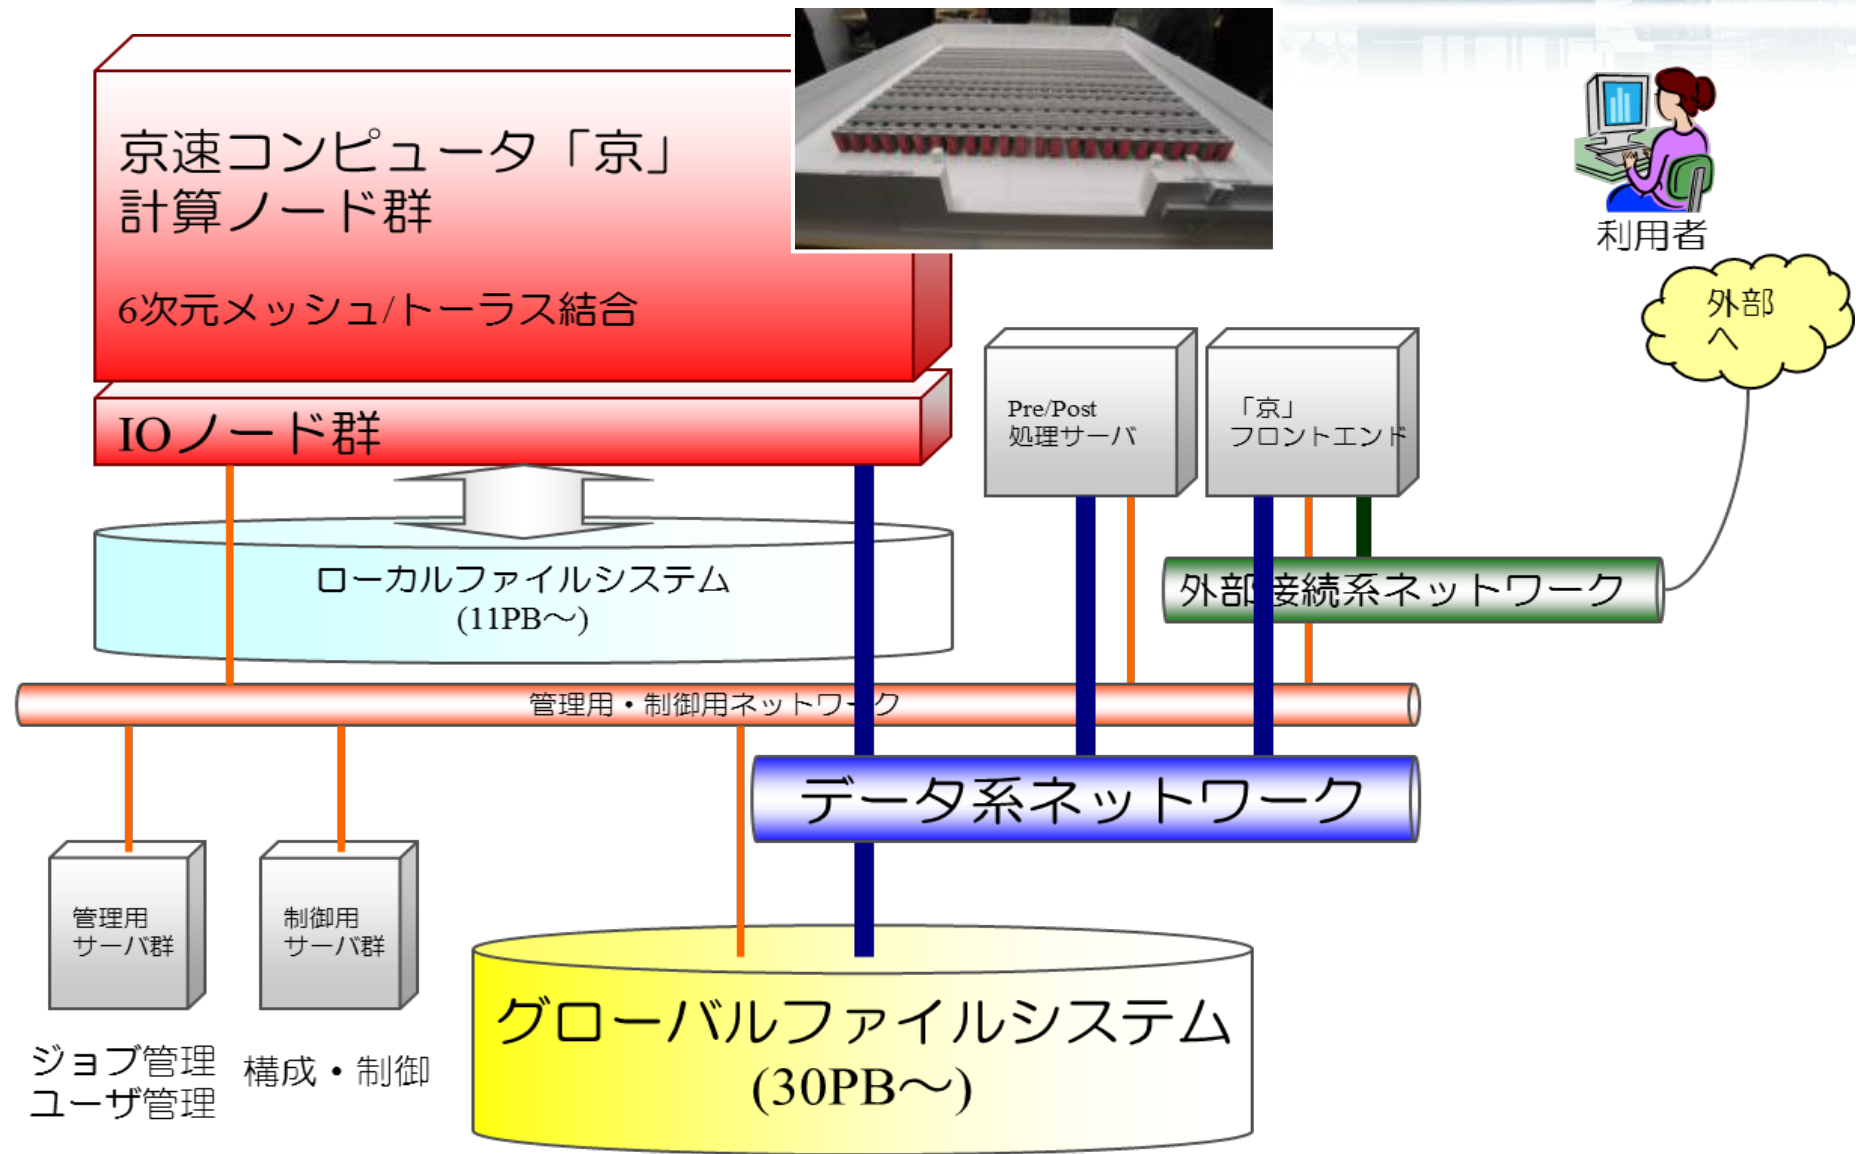 京速コンピュータ「京」
計算ノード群
6次元メッシュ/トーラス結合
利用者
外部
へ
IOノード群
Pre/Post
処理サーバ
「京」
フロントエンド
ローカルファイルシステム
(11PB～)
外部接続系ネットワーク
管理用・制御用ネットワーク
データ系ネットワーク
管理用
サーバ群
制御用
サーバ群
グローバルファイルシステム
(30PB～)
ジョブ管理
ユーザ管理
構成・制御